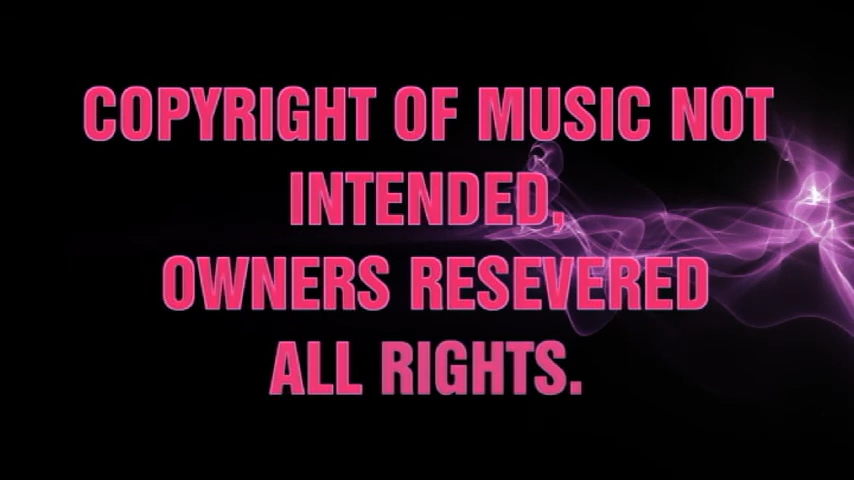 COPYRIGHT OF MUSIC NOT
INTENDED,
OWNERS RESEVERED
ALL RIGHTS.